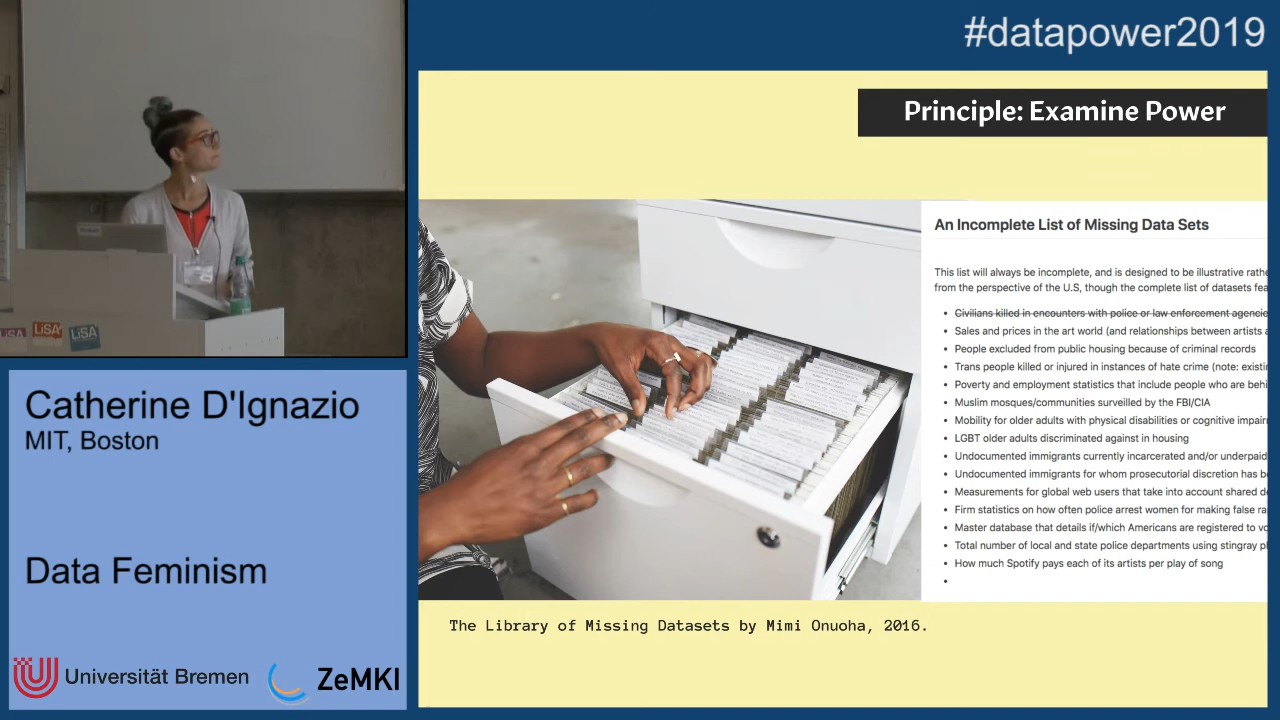 #datapower2019
Principle: Examine Power
An Incomplete List of Missing Data Sets
This list will always be incomplete, and is designed to be illustrative rathe
from the perspective of the U.S, though the complete list of datasets fea
• Civilians killed in encounters with police or law enforcement agencie
• Sales and prices in the art world (and relationships between artists a
• People excluded from public housing because of criminal records
• Trans people killed or injured in instances of hate crime (note: existin
• Poverty and employment statistics that include people who are behi
• Muslim mosques/communities surveilled by the FBI/CIA
• Mobility for older adults with physical disabilities or cognitive impairm
• LGBT older adults discriminated against in housing
• Undocumented immigrants currently incarcerated and/or underpaid
• Undocumented immigrants for whom prosecutorial discretion has be
• Measurements for global web users that take into account shared de
• Firm statistics on how often police arrest women for making false ra
• Master database that details if/which Americans are registered to vo
• Total number of local and state police departments using stingray ph
• How much Spotify pays each of its artists per play of song
•
The Library of Missing Datasets by Mimi Onuoha, 2016.
LiSA LiSA LiSA
Catherine D'Ignazio
MIT, Boston
Data Feminism
Universität Bremen
ZeMKI